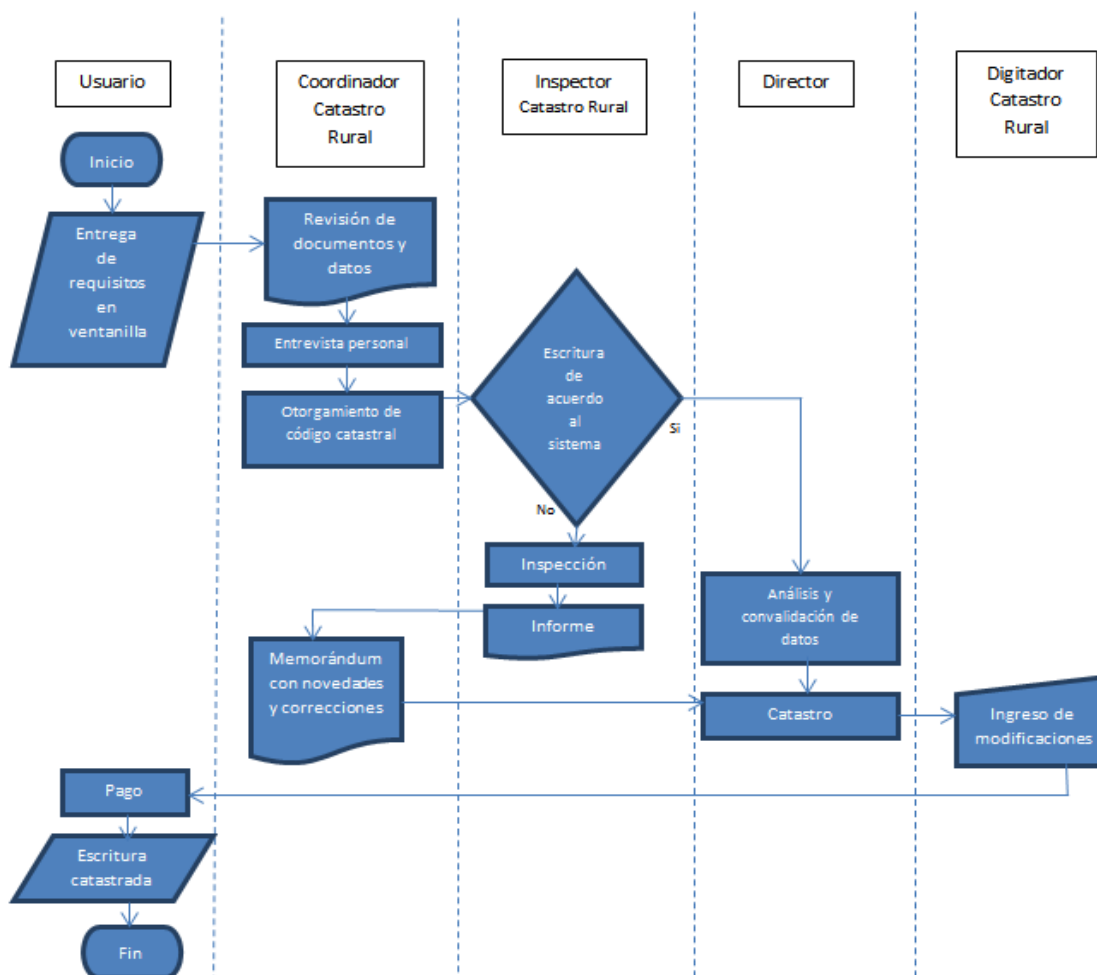 Usuario
Coordinador
Catastro
Rural
Inspector
Catastro Rural
Director
Digitador
Catastro
Rural
Inicio
Entrega
de
requisitos
en
ventanilla
Revisión de
documentos y
datos
Entrevista personal
Otorgamiento de
código catastral
Escritura
de
acuerdo
al
sistema
Si
No
Inspección
Informe
Memorándum
con novedades
y correcciones
Análisis y
convalidación de
datos
Catastro
Ingreso de
modificaciones
Pago
Escritura
catastrada
Fin